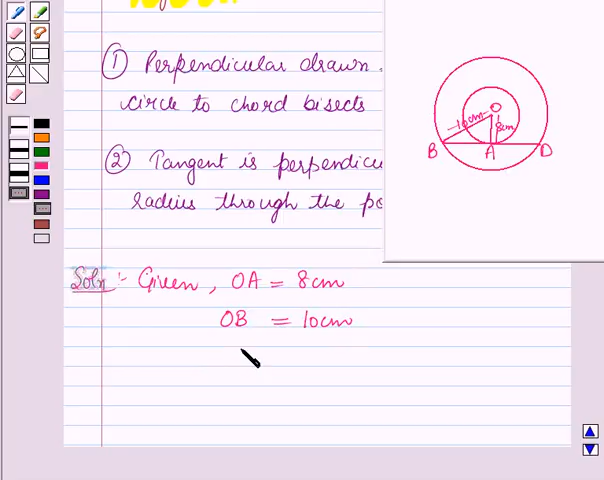 ① Perpendicular drawn
circle to chord bisects
② Tangent is perpendicu
radius through the po
Soln :- Given, OA = 8cm
OB = 10cm
O
10cm
8cm
B
A
D